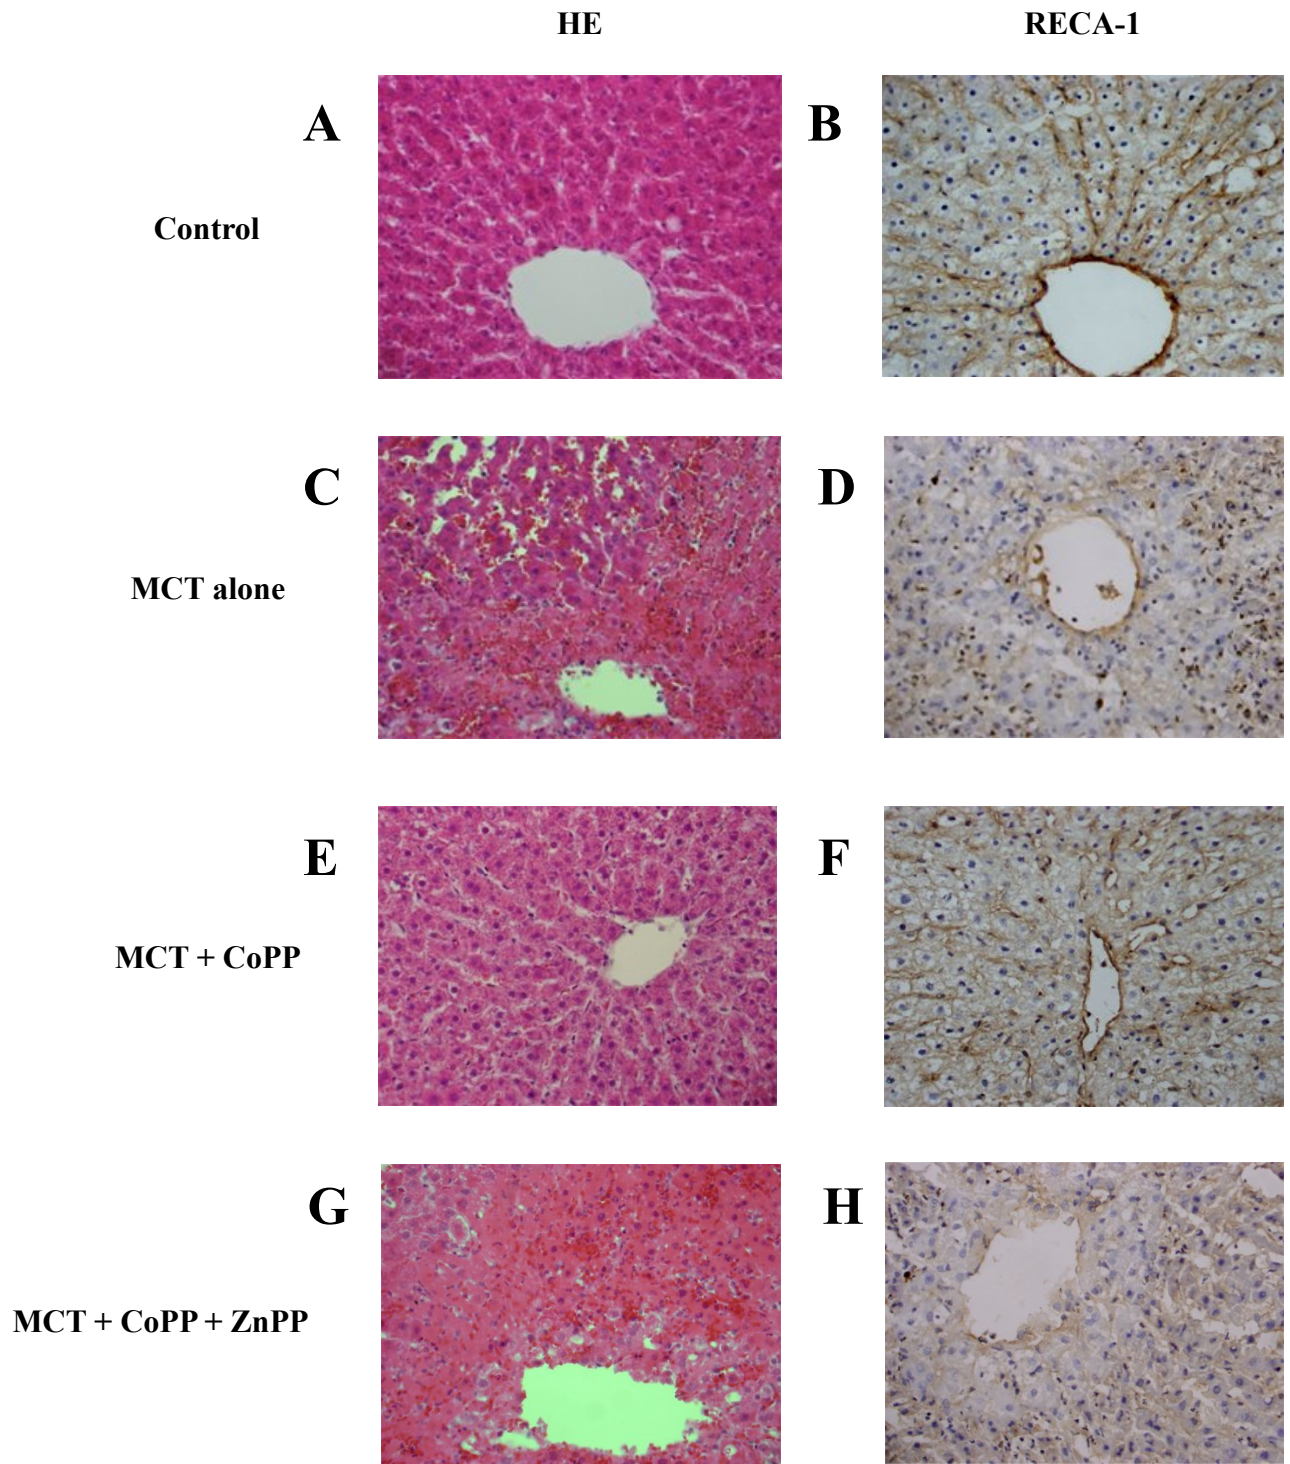 HE RECA-1
A B
Control
C D
MCT alone
E F
MCT + CoPP
G H
MCT + CoPP + ZnPP